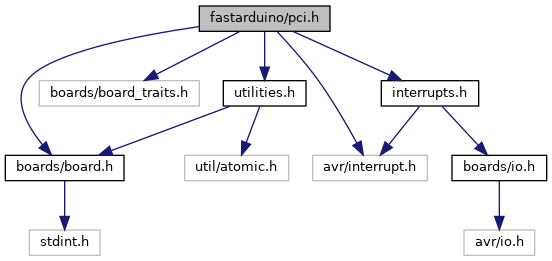 fastarduino/pci.h
boards/board_traits.h
utilities.h
interrupts.h
boards/board.h
util/atomic.h
avr/interrupt.h
boards/io.h
stdint.h
avr/io.h